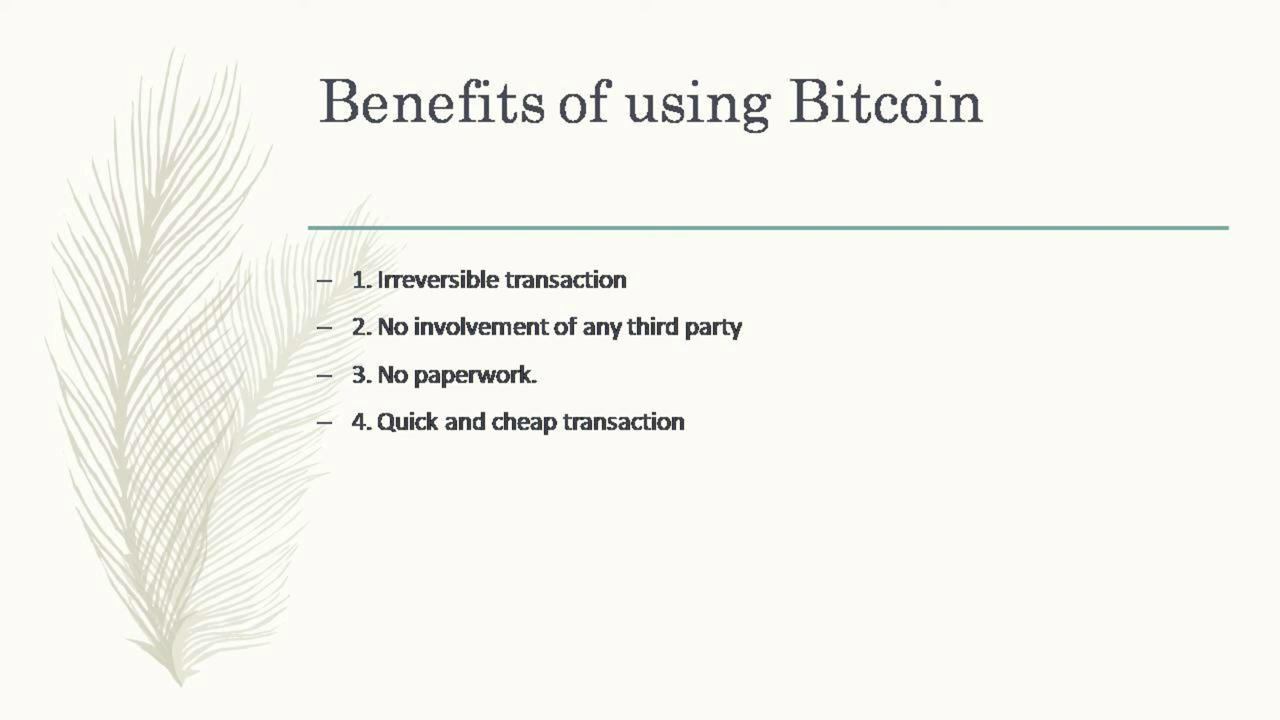 Benefits of using Bitcoin
– 1. Irreversible transaction
– 2. No involvement of any third party
– 3. No paperwork.
– 4. Quick and cheap transaction